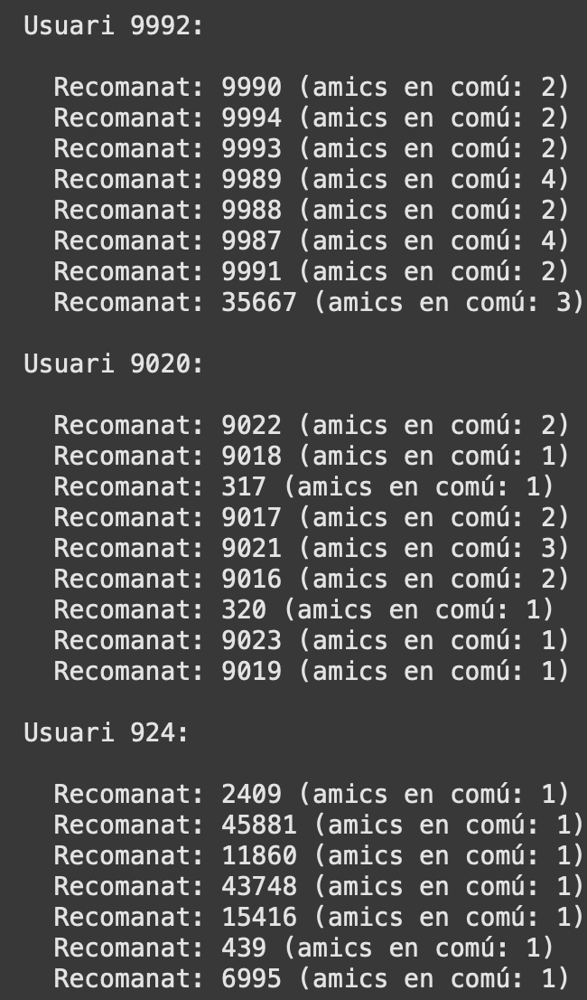 Usuari 9992:
Recomanat: 9990 (amics en comú: 2)
Recomanat: 9994 (amics en comú: 2)
Recomanat: 9993 (amics en comú: 2)
Recomanat: 9989 (amics en comú: 4)
Recomanat: 9988 (amics en comú: 2)
Recomanat: 9987 (amics en comú: 4)
Recomanat: 9991 (amics en comú: 2)
Recomanat: 35667 (amics en comú: 3)
Usuari 9020:
Recomanat: 9022 (amics en comú: 2)
Recomanat: 9018 (amics en comú: 1)
Recomanat: 317 (amics en comú: 1)
Recomanat: 9017 (amics en comú: 2)
Recomanat: 9021 (amics en comú: 3)
Recomanat: 9016 (amics en comú: 2)
Recomanat: 320 (amics en comú: 1)
Recomanat: 9023 (amics en comú: 1)
Recomanat: 9019 (amics en comú: 1)
Usuari 924:
Recomanat: 2409 (amics en comú: 1)
Recomanat: 45881 (amics en comú: 1)
Recomanat: 11860 (amics en comú: 1)
Recomanat: 43748 (amics en comú: 1)
Recomanat: 15416 (amics en comú: 1)
Recomanat: 439 (amics en comú: 1)
Recomanat: 6995 (amics en comú: 1)